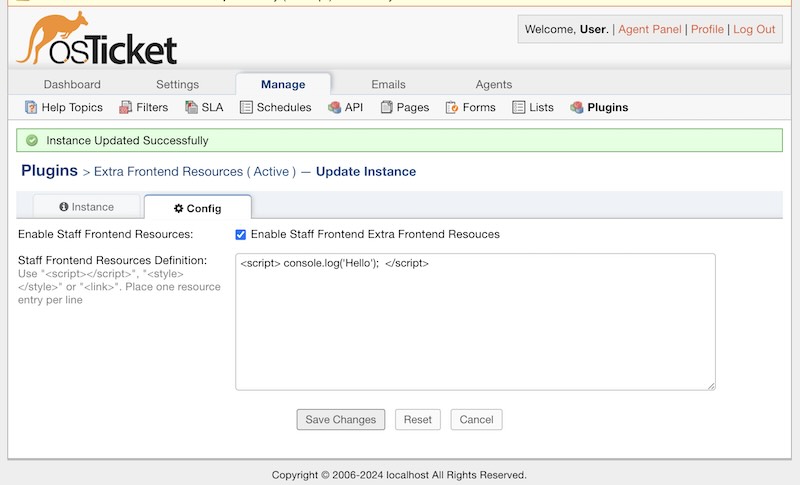 osTicket
Welcome, User. | Agent Panel | Profile | Log Out
Dashboard Settings Manage Emails Agents
Help Topics Filters SLA Schedules API Pages Forms Lists Plugins
Instance Updated Successfully
Plugins > Extra Frontend Resources ( Active ) — Update Instance
Instance Config
Enable Staff Frontend Resources: Enable Staff Frontend Extra Frontend Resouces
Staff Frontend Resources Definition:
Use "<script></script>", "<style>
</style>" or "<link>". Place one resource
entry per line
<script> console.log('Hello');  </script>
Save Changes Reset Cancel
Copyright © 2006-2024 localhost All Rights Reserved.